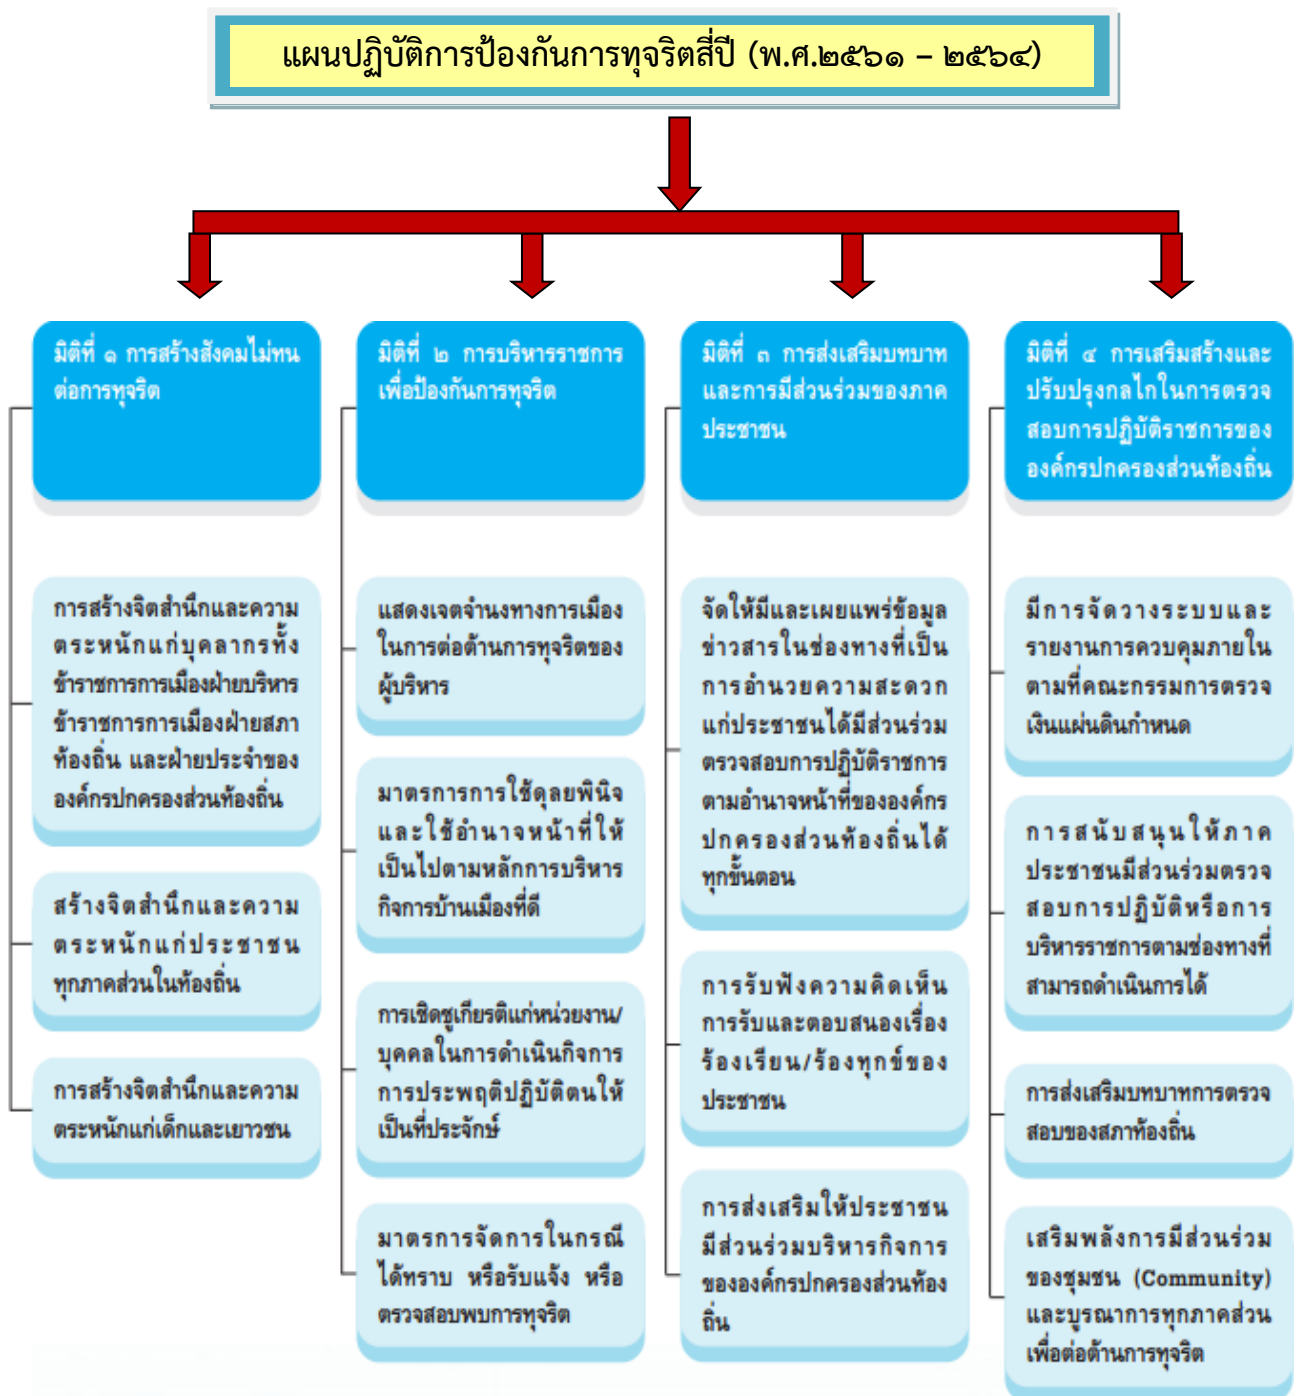 แผนปฏิบัติการป้องกันการทุจริตสี่ปี (พ.ศ.๒๕๖๑ – ๒๕๖๔)
มิติที่ ๑ การสร้างสังคมไม่ทน
ต่อการทุจริต
การสร้างจิตสำนึกและความ
ตระหนักแก่บุคลากรทั้ง
ข้าราชการการเมืองฝ่ายบริหาร
ข้าราชการการเมืองฝ่ายสภา
ท้องถิ่น และฝ่ายประจำของ
องค์กรปกครองส่วนท้องถิ่น
สร้างจิตสำนึกและความ
ตระหนักแก่ประชาชน
ทุกภาคส่วนในท้องถิ่น
การสร้างจิตสำนึกและความ
ตระหนักแก่เด็กและเยาวชน
มิติที่ ๒ การบริหารราชการ
เพื่อป้องกันการทุจริต
แสดงเจตจำนงทางการเมือง
ในการต่อต้านการทุจริตของ
ผู้บริหาร
มาตรการการใช้ดุลยพินิจ
และใช้อำนาจหน้าที่ให้
เป็นไปตามหลักการบริหาร
กิจการบ้านเมืองที่ดี
การเชิดชูเกียรติแก่หน่วยงาน/
บุคคลในการดำเนินกิจการ
การประพฤติปฏิบัติตนให้
เป็นที่ประจักษ์
มาตรการจัดการในกรณี
ได้ทราบ หรือรับแจ้ง หรือ
ตรวจสอบพบการทุจริต
มิติที่ ๓ การส่งเสริมบทบาท
และการมีส่วนร่วมของภาค
ประชาชน
จัดให้มีและเผยแพร่ข้อมูล
ข่าวสารในช่องทางที่เป็น
การอำนวยความสะดวก
แก่ประชาชนได้มีส่วนร่วม
ตรวจสอบการปฏิบัติราชการ
ตามอำนาจหน้าที่ขององค์กร
ปกครองส่วนท้องถิ่นได้
ทุกขั้นตอน
การรับฟังความคิดเห็น
การรับและตอบสนองเรื่อง
ร้องเรียน/ร้องทุกข์ของ
ประชาชน
การส่งเสริมให้ประชาชน
มีส่วนร่วมบริหารกิจการ
ขององค์กรปกครองส่วนท้อง
ถิ่น
มิติที่ ๔ การเสริมสร้างและ
ปรับปรุงกลไกในการตรวจ
สอบการปฏิบัติราชการของ
องค์กรปกครองส่วนท้องถิ่น
มีการจัดวางระบบและ
รายงานการควบคุมภายใน
ตามที่คณะกรรมการตรวจ
เงินแผ่นดินกำหนด
การสนับสนุนให้ภาค
ประชาชนมีส่วนร่วมตรวจ
สอบการปฏิบัติหรือการ
บริหารราชการตามช่องทางที่
สามารถดำเนินการได้
การส่งเสริมบทบาทการตรวจ
สอบของสภาท้องถิ่น
เสริมพลังการมีส่วนร่วม
ของชุมชน (Community)
และบูรณาการทุกภาคส่วน
เพื่อต่อต้านการทุจริต